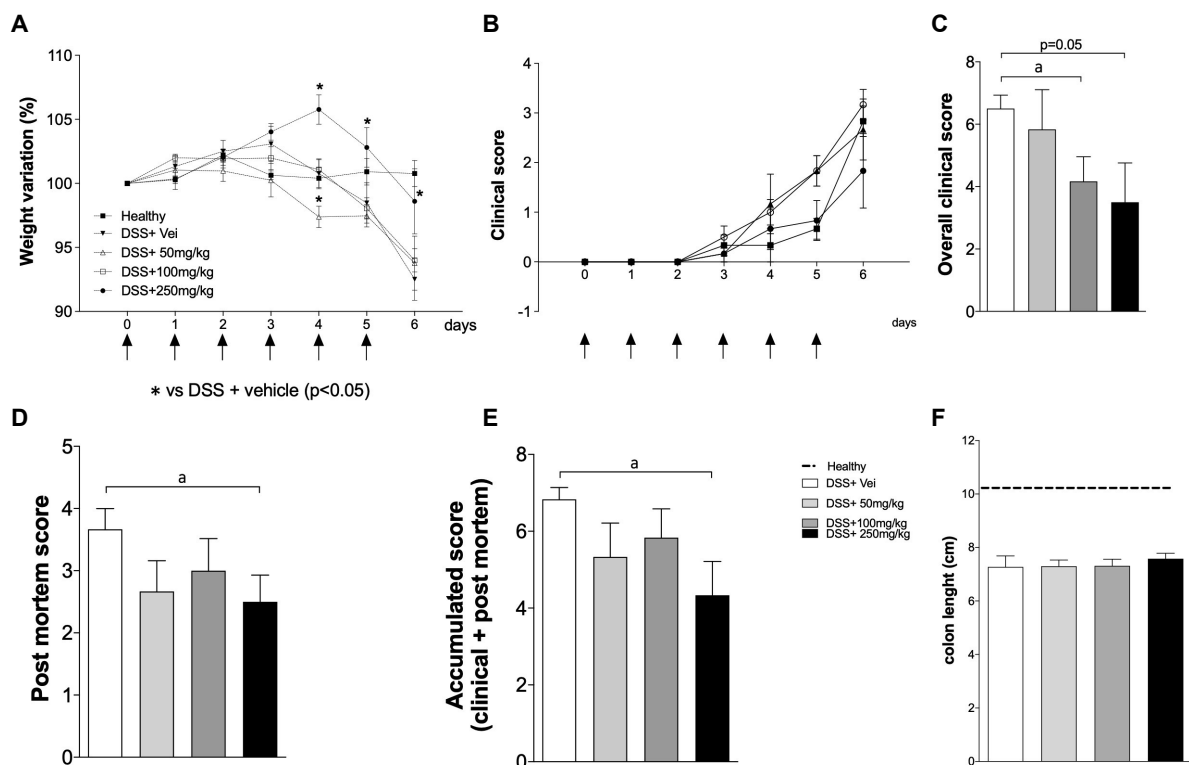 A
Weight variation (%)
110
105
100
95
90
*
*
*
*
Healthy
DSS+ Vei
DSS+ 50mg/kg
DSS+100mg/kg
DSS+250mg/kg
0 1 2 3 4 5 6 days
* vs DSS + vehicle (p<0.05)
B
Clinical score
4
3
2
1
0
-1
0 1 2 3 4 5 6
days
C
Overall clinical score
8
6
4
2
0
p=0.05
a
D
Post mortem score
5
4
3
2
1
0
a
E
Accumulated score
(clinical + post mortem)
8
6
4
2
0
a
Healthy
DSS+ Vei
DSS+ 50mg/kg
DSS+100mg/kg
DSS+ 250mg/kg
F
colon lenght (cm)
12
10
8
6
4
2
0